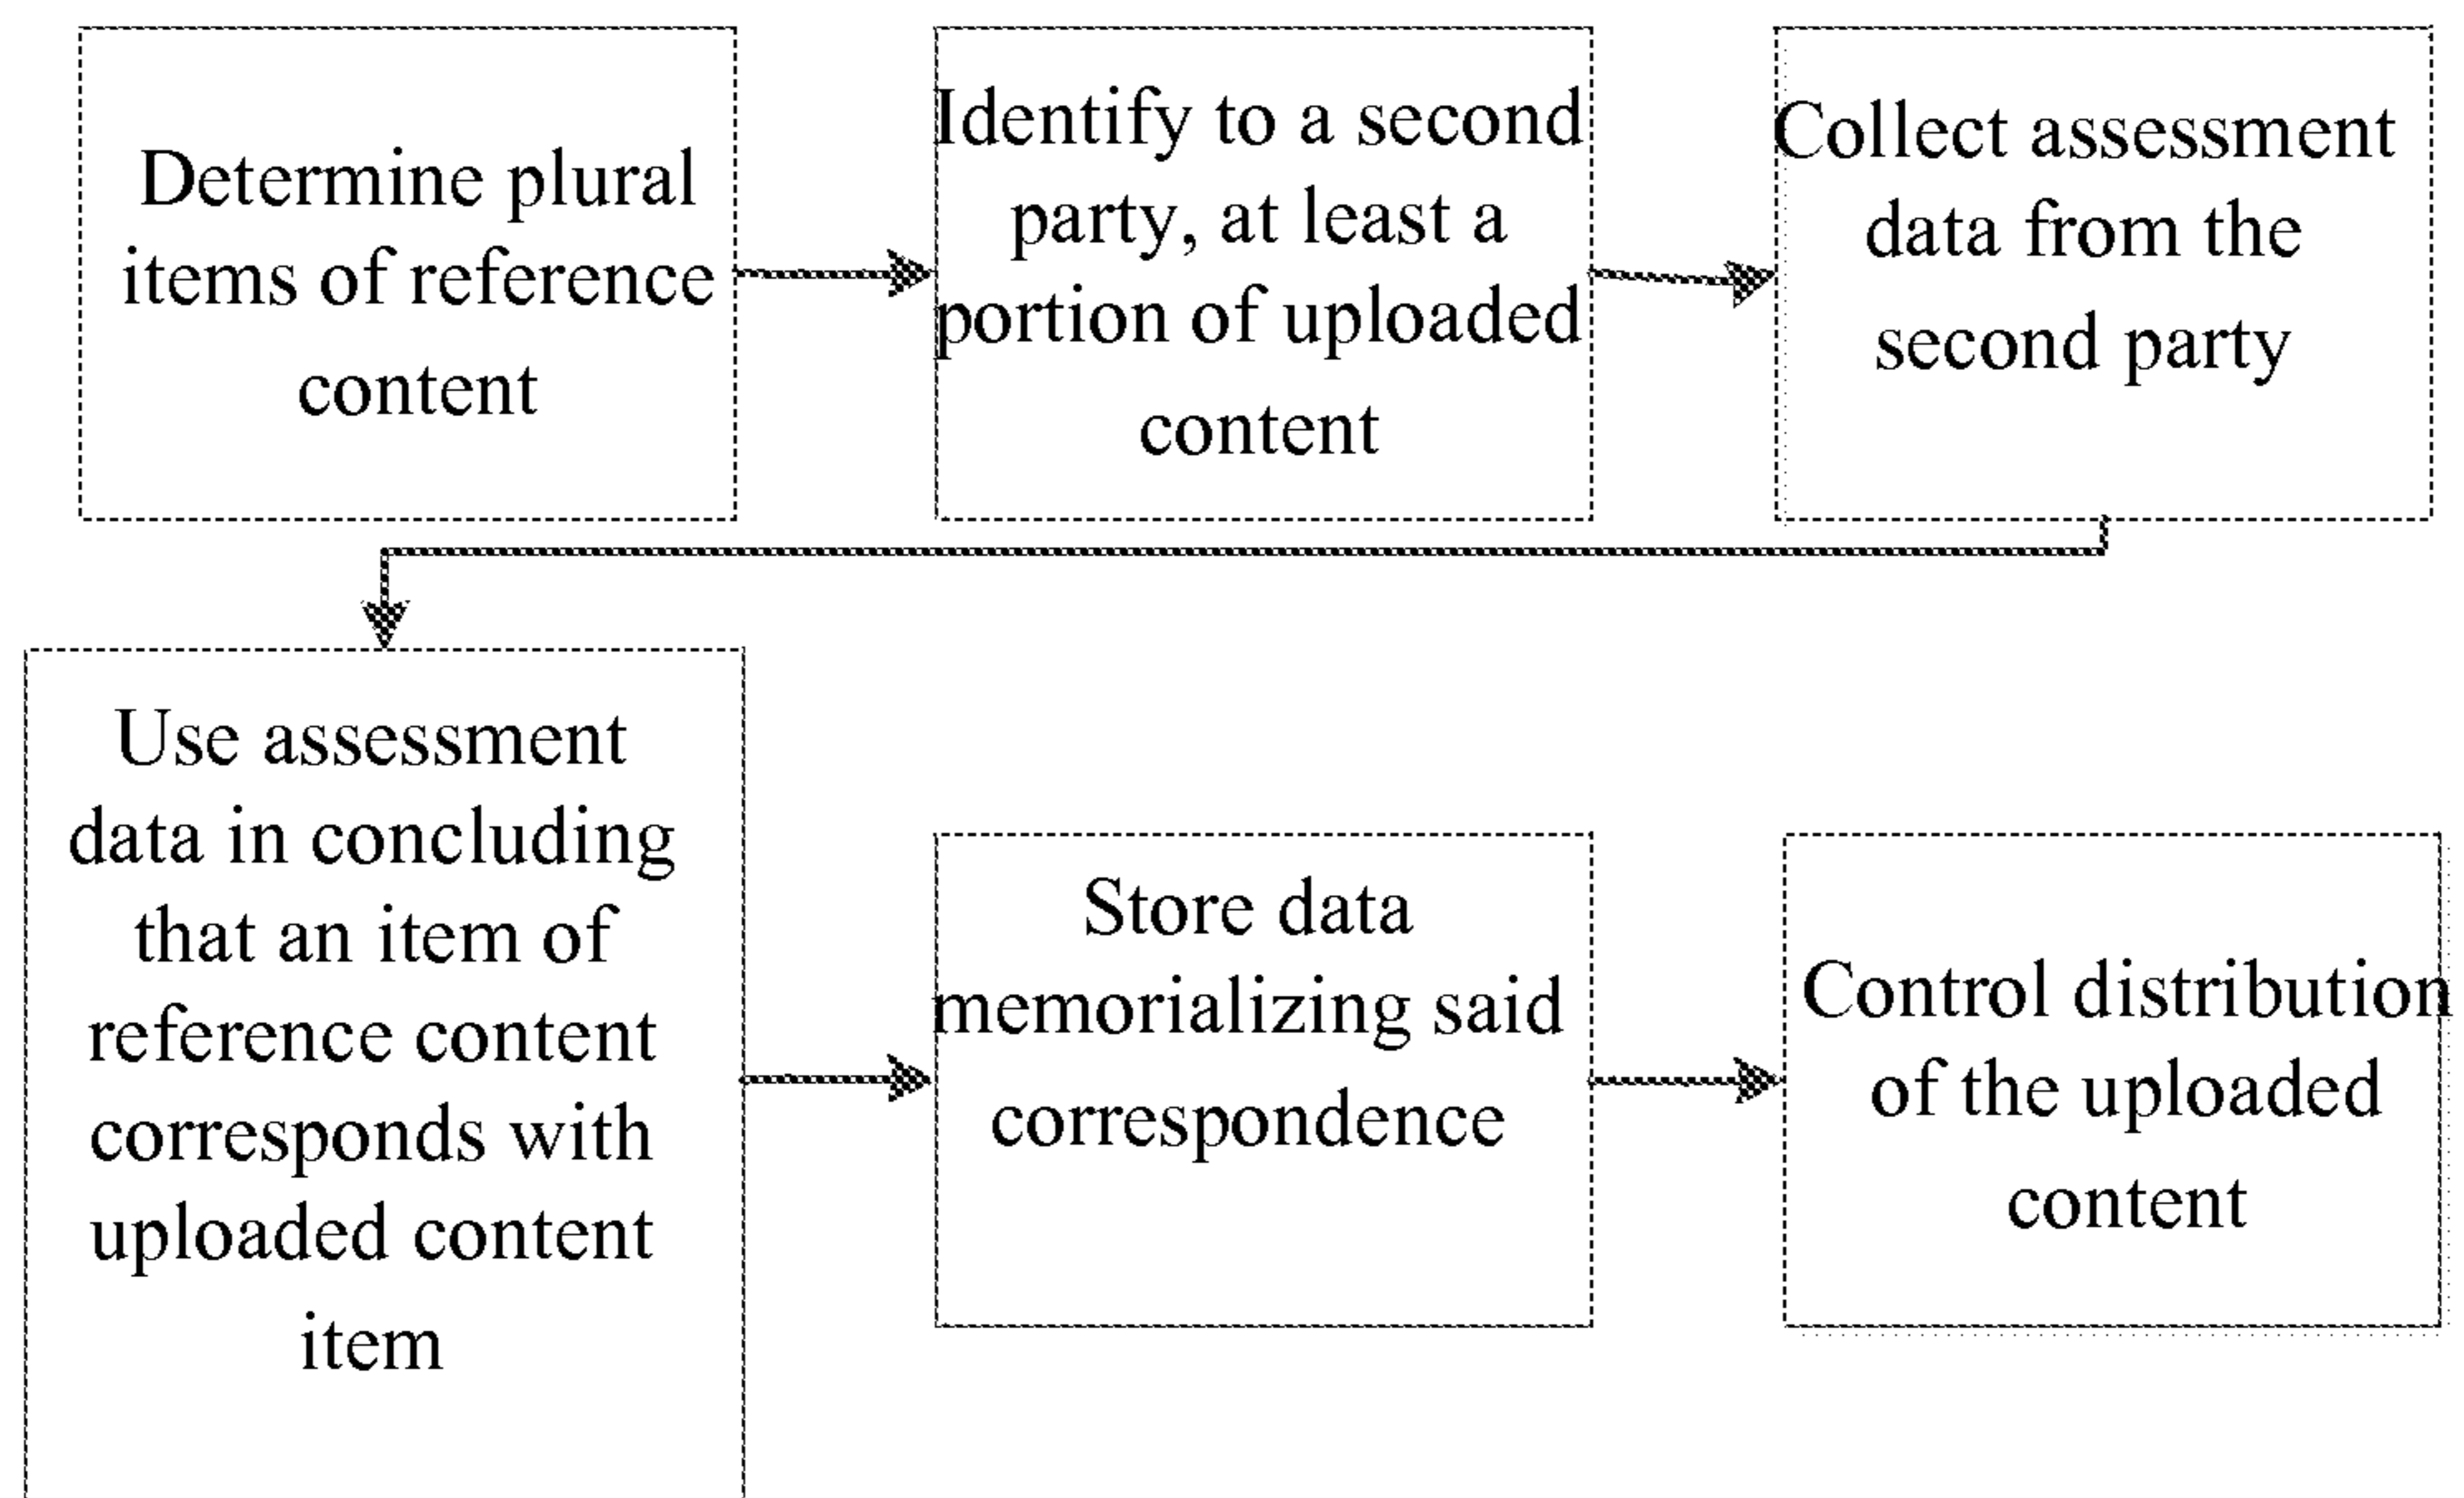 Determine plural
items of reference
content
Identify to a second
party, at least a
portion of uploaded
content
Collect assessment
data from the
second party
Use assessment
data in concluding
that an item of
reference content
corresponds with
uploaded content
item
Store data
memorializing said
correspondence
Control distribution
of the uploaded
content